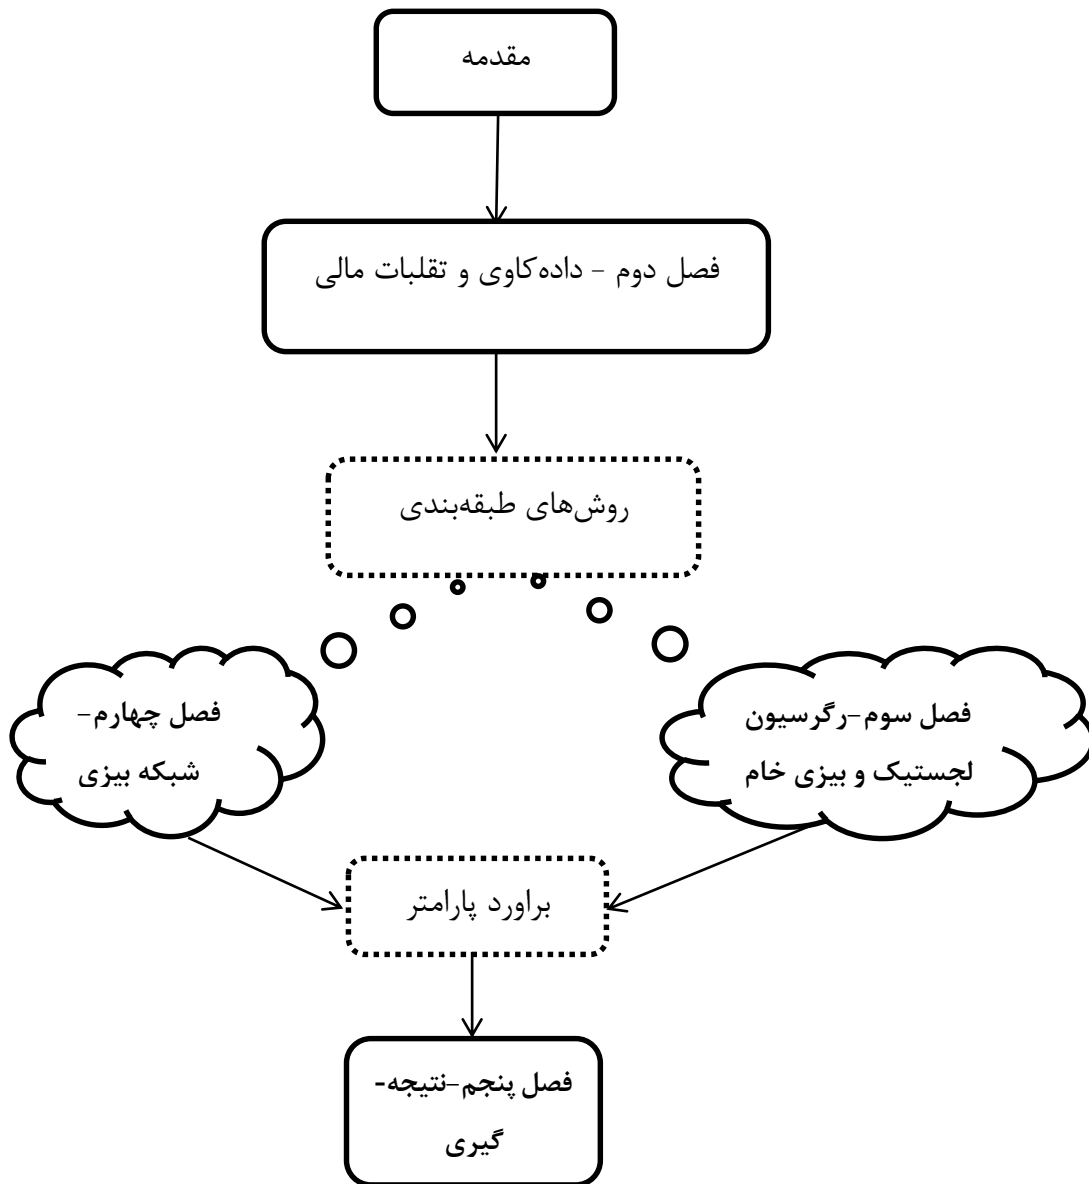 مقدمه
فصل دوم – داده‌کاوی و تقلبات مالی
روش‌های طبقه‌بندی
فصل سوم–رگرسیون
لجستیک و بیزی خام
فصل چهارم–
شبکه بیزی
براورد پارامتر
فصل پنجم–نتیجه-
گیری